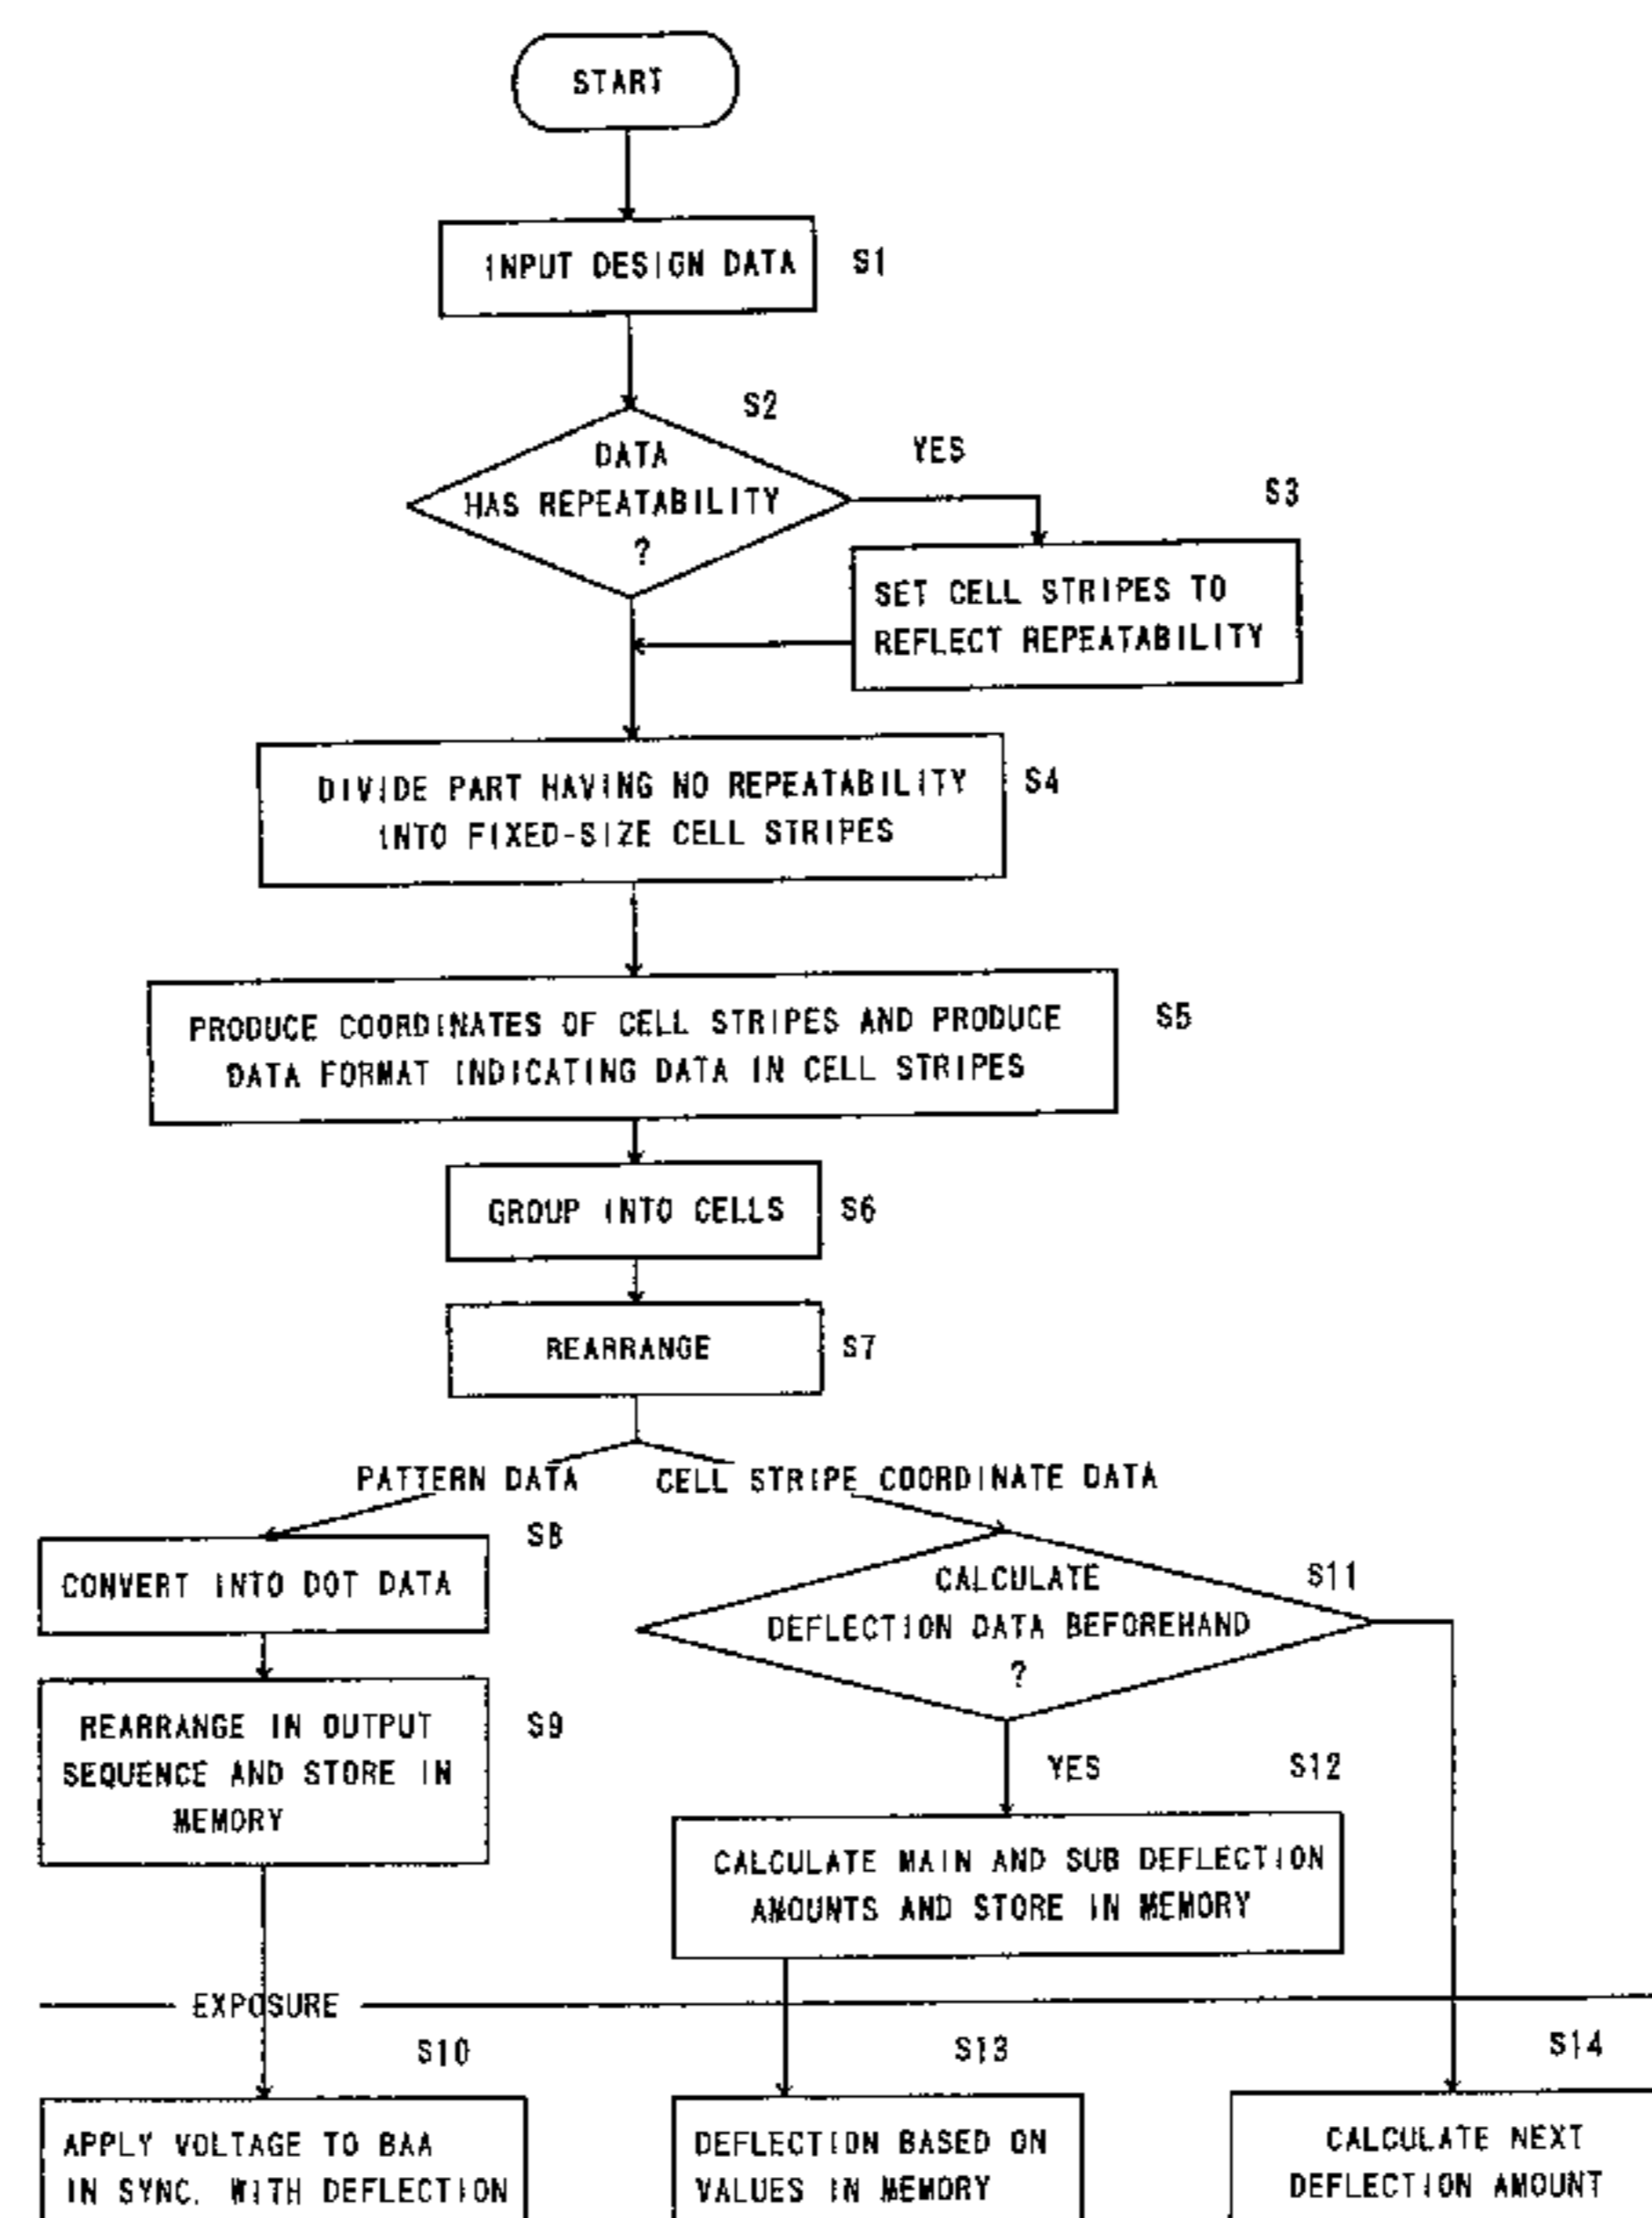 START
INPUT DESIGN DATA
S1
S2
DATA
HAS REPEATABILITY
?
YES
S3
SET CELL STRIPES TO
REFLECT REPEATABILITY
DIVIDE PART HAVING NO REPEATABILITY
INTO FIXED-SIZE CELL STRIPES
S4
PRODUCE COORDINATES OF CELL STRIPES AND PRODUCE
DATA FORMAT INDICATING DATA IN CELL STRIPES
S5
GROUP INTO CELLS
S6
REARRANGE
S7
PATTERN DATA
CELL STRIPE COORDINATE DATA
S8
CONVERT INTO DOT DATA
CALCULATE
DEFLECTION DATA BEFOREHAND
?
S11
REARRANGE IN OUTPUT
SEQUENCE AND STORE IN
MEMORY
S9
YES
S12
CALCULATE MAIN AND SUB DEFLECTION
AMOUNTS AND STORE IN MEMORY
EXPOSURE
S10
S13
S14
APPLY VOLTAGE TO BAA
IN SYNC. WITH DEFLECTION
DEFLECTION BASED ON
VALUES IN MEMORY
CALCULATE NEXT
DEFLECTION AMOUNT